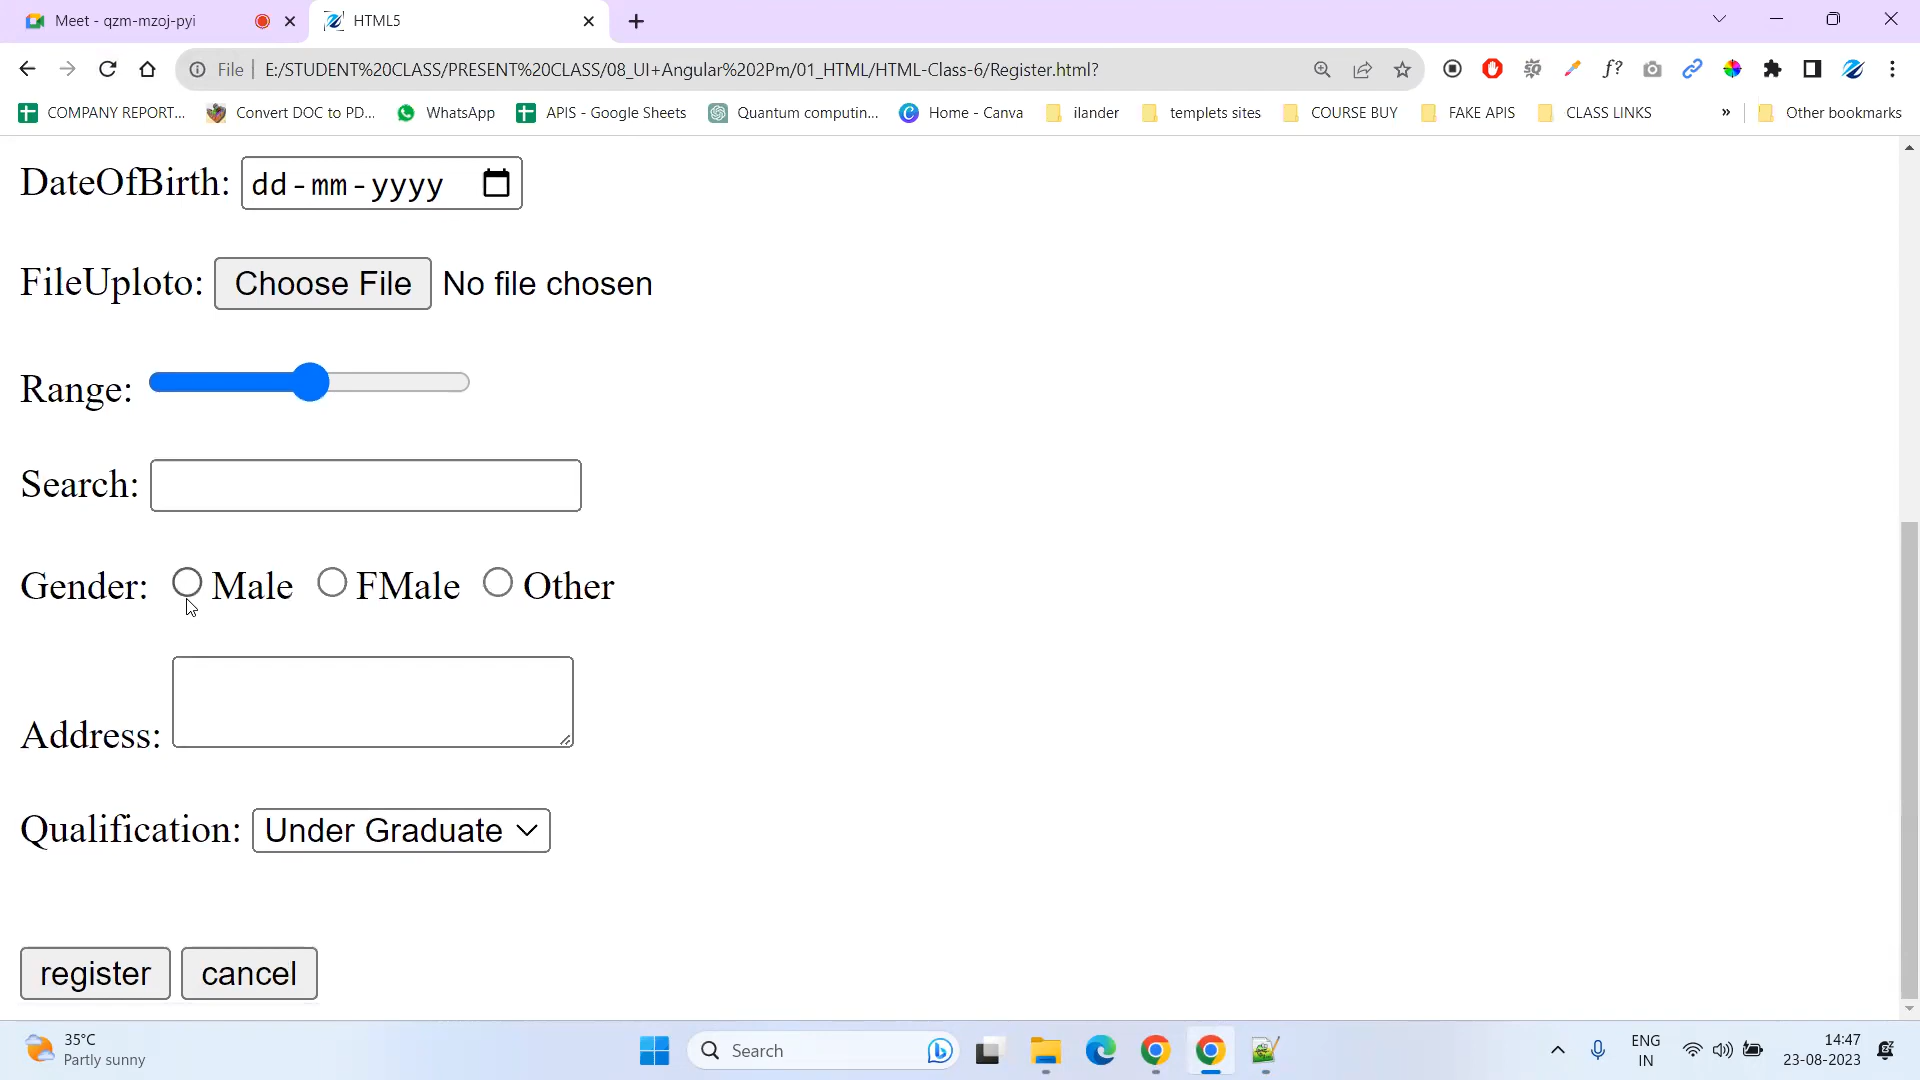 Meet - qzm-mzoj-pyi
HTML5
File | E:/STUDENT%20CLASS/PRESENT%20CLASS/08_UI+Angular%202Pm/01_HTML/HTML-Class-6/Register.html?
COMPANY REPORT... Convert DOC to PD... WhatsApp APIS - Google Sheets Quantum computin... Home - Canva ilander templets sites COURSE BUY FAKE APIS CLASS LINKS » Other bookmarks
DateOfBirth: dd-mm-yyyy
FileUploto: Choose File No file chosen
Range:
Search:
Gender: Male FMale Other
Address:
Qualification: Under Graduate
register cancel
35°C
Partly sunny
Search
ENG
IN
14:47
23-08-2023